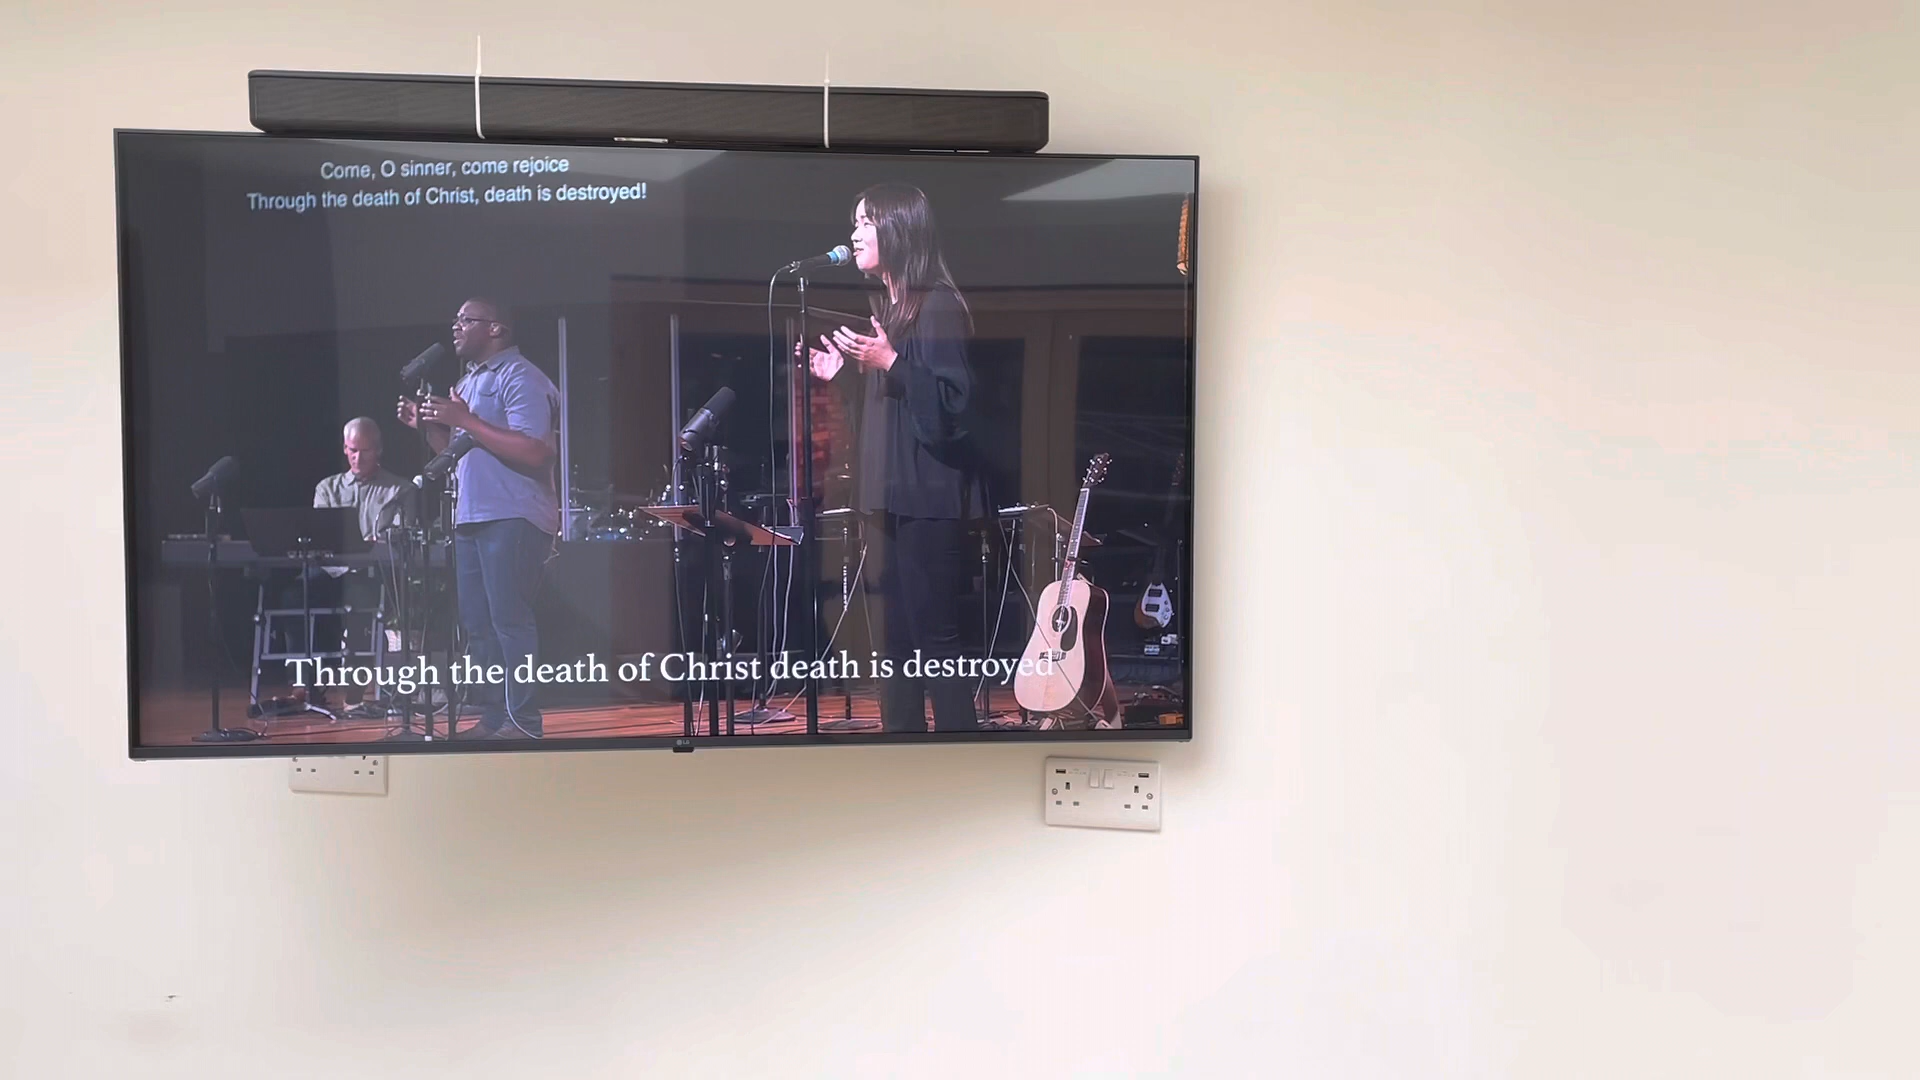 Come, O sinner, come rejoice
Through the death of Christ, death is destroyed!
Through the death of Christ death is destroyed
LG